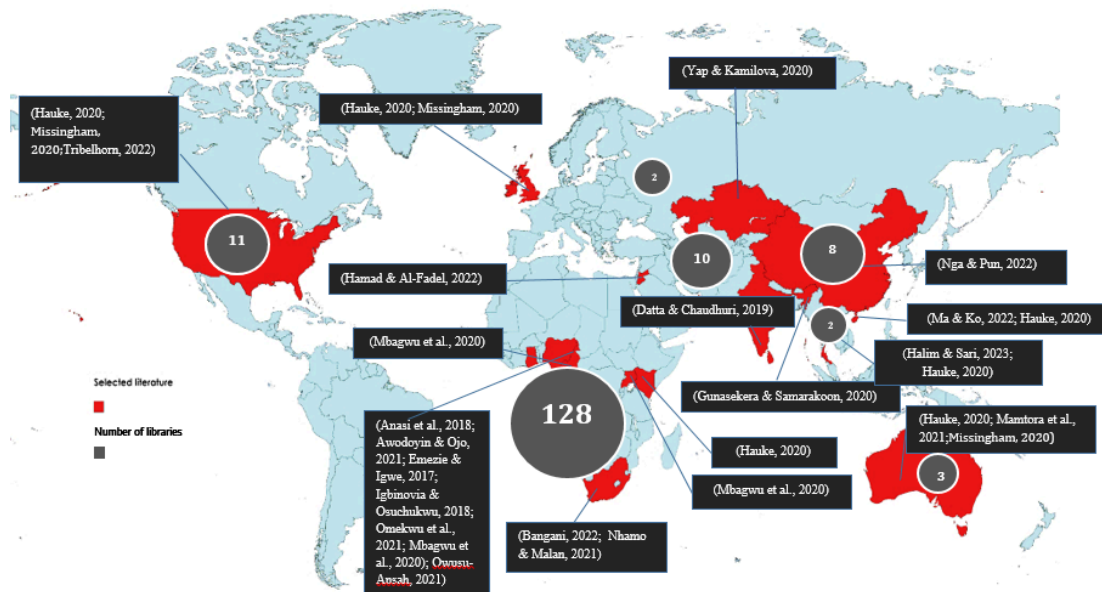 (Yap & Kamilova, 2020)
(Hauke, 2020;
Missingham,
2020;Tribelhorn, 2022)
(Hauke, 2020; Missingham, 2020)
2
11
10
8
(Nga & Pun, 2022)
(Hamad & Al-Fadel, 2022)
(Datta & Chaudhuri, 2019)
(Ma & Ko, 2022; Hauke, 2020)
2
(Mbagwu et al., 2020)
(Halim & Sari, 2023;
Hauke, 2020)
Selected literature
(Gunasekera & Samarakoon, 2020)
Number of libraries
128
(Anasi et al., 2018;
Awodoyin & Ojo,
2021; Emezie &
Igwe, 2017;
Igbinovia &
Osuchukwu, 2018;
Omekwu et al.,
2021; Mbagwu et
al., 2020); Owusu-
Ansah, 2021)
(Hauke, 2020; Mamtora et al.,
2021;Missingham, 2020)
3
(Hauke, 2020)
(Mbagwu et al., 2020)
(Bangani, 2022; Nhamo
& Malan, 2021)